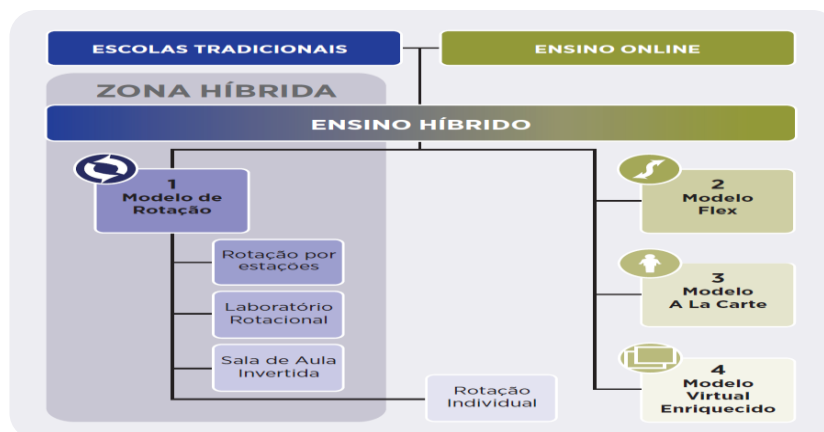 ESCOLAS TRADICIONAIS
ENSINO ONLINE
ZONA HÍBRIDA
ENSINO HÍBRIDO
1
Modelo de
Rotação
Rotação por
estações
Laboratório
Rotacional
Sala de Aula
Invertida
Rotação
Individual
2
Modelo
Flex
3
Modelo
A La Carte
4
Modelo
Virtual
Enriquecido